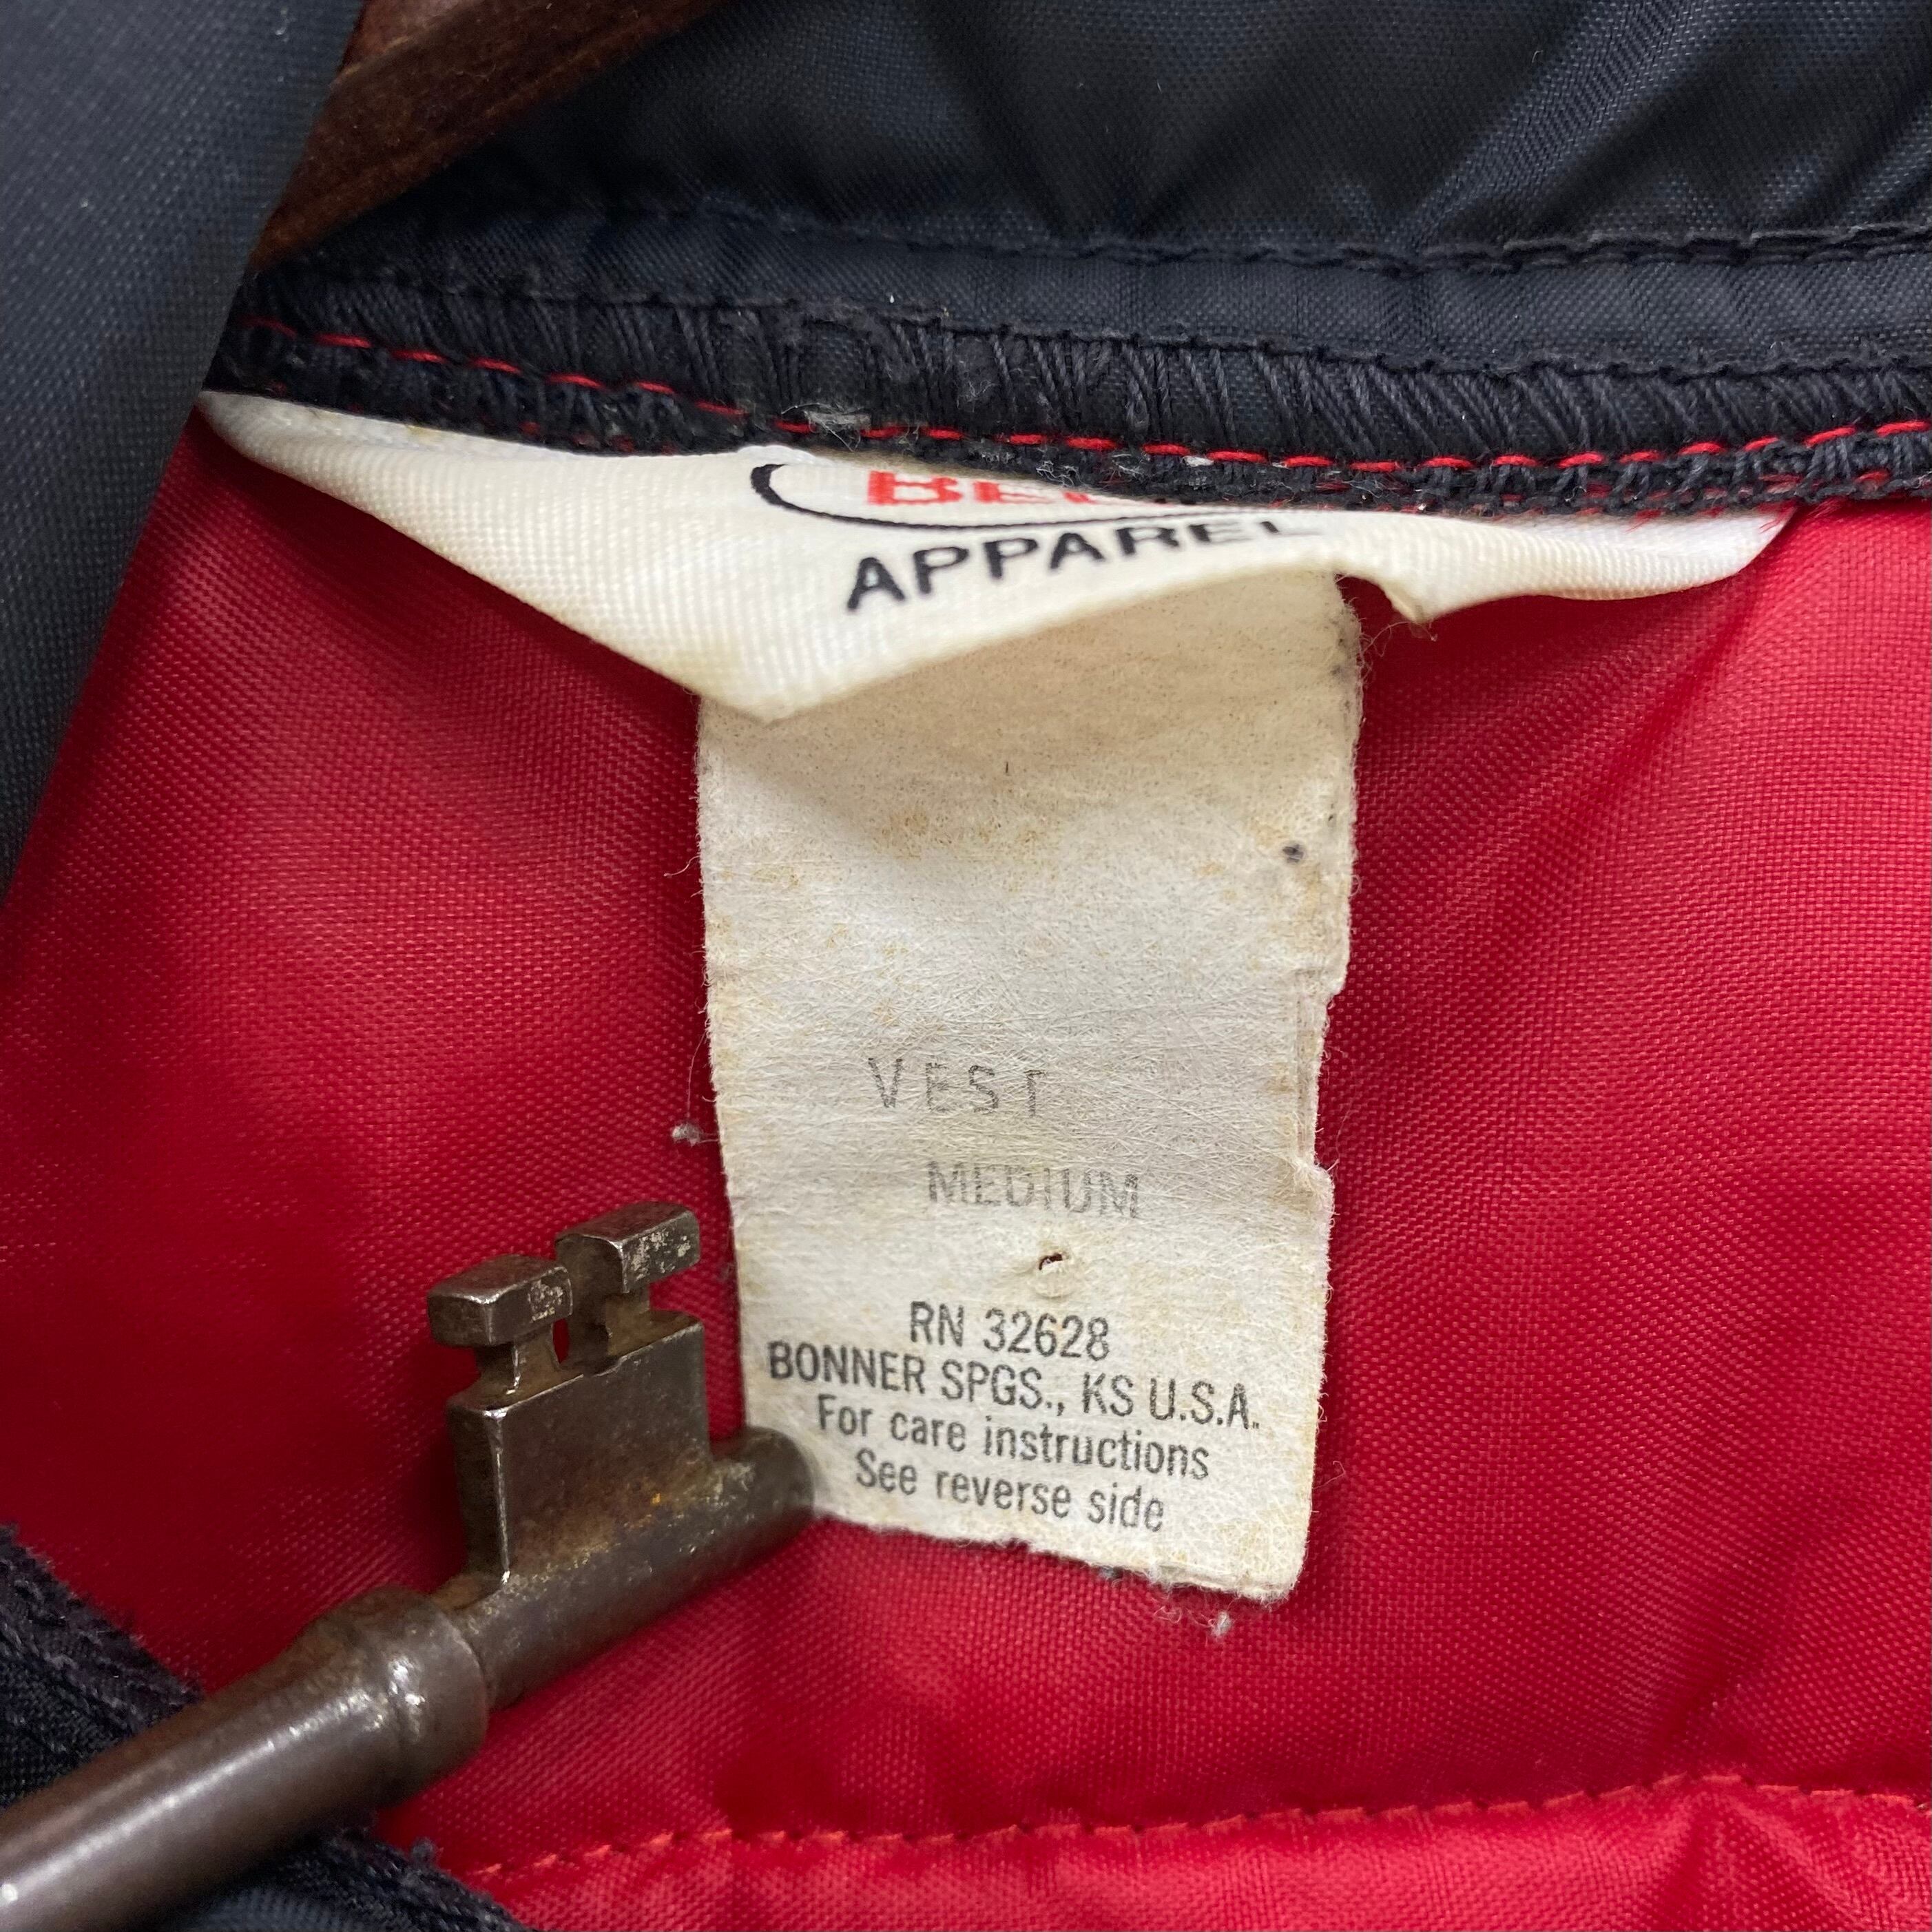 APPAREL
VEST
MEDIUM
RN 32628
BONNER SPGS., KS U.S.A.
For care instructions
See reverse side